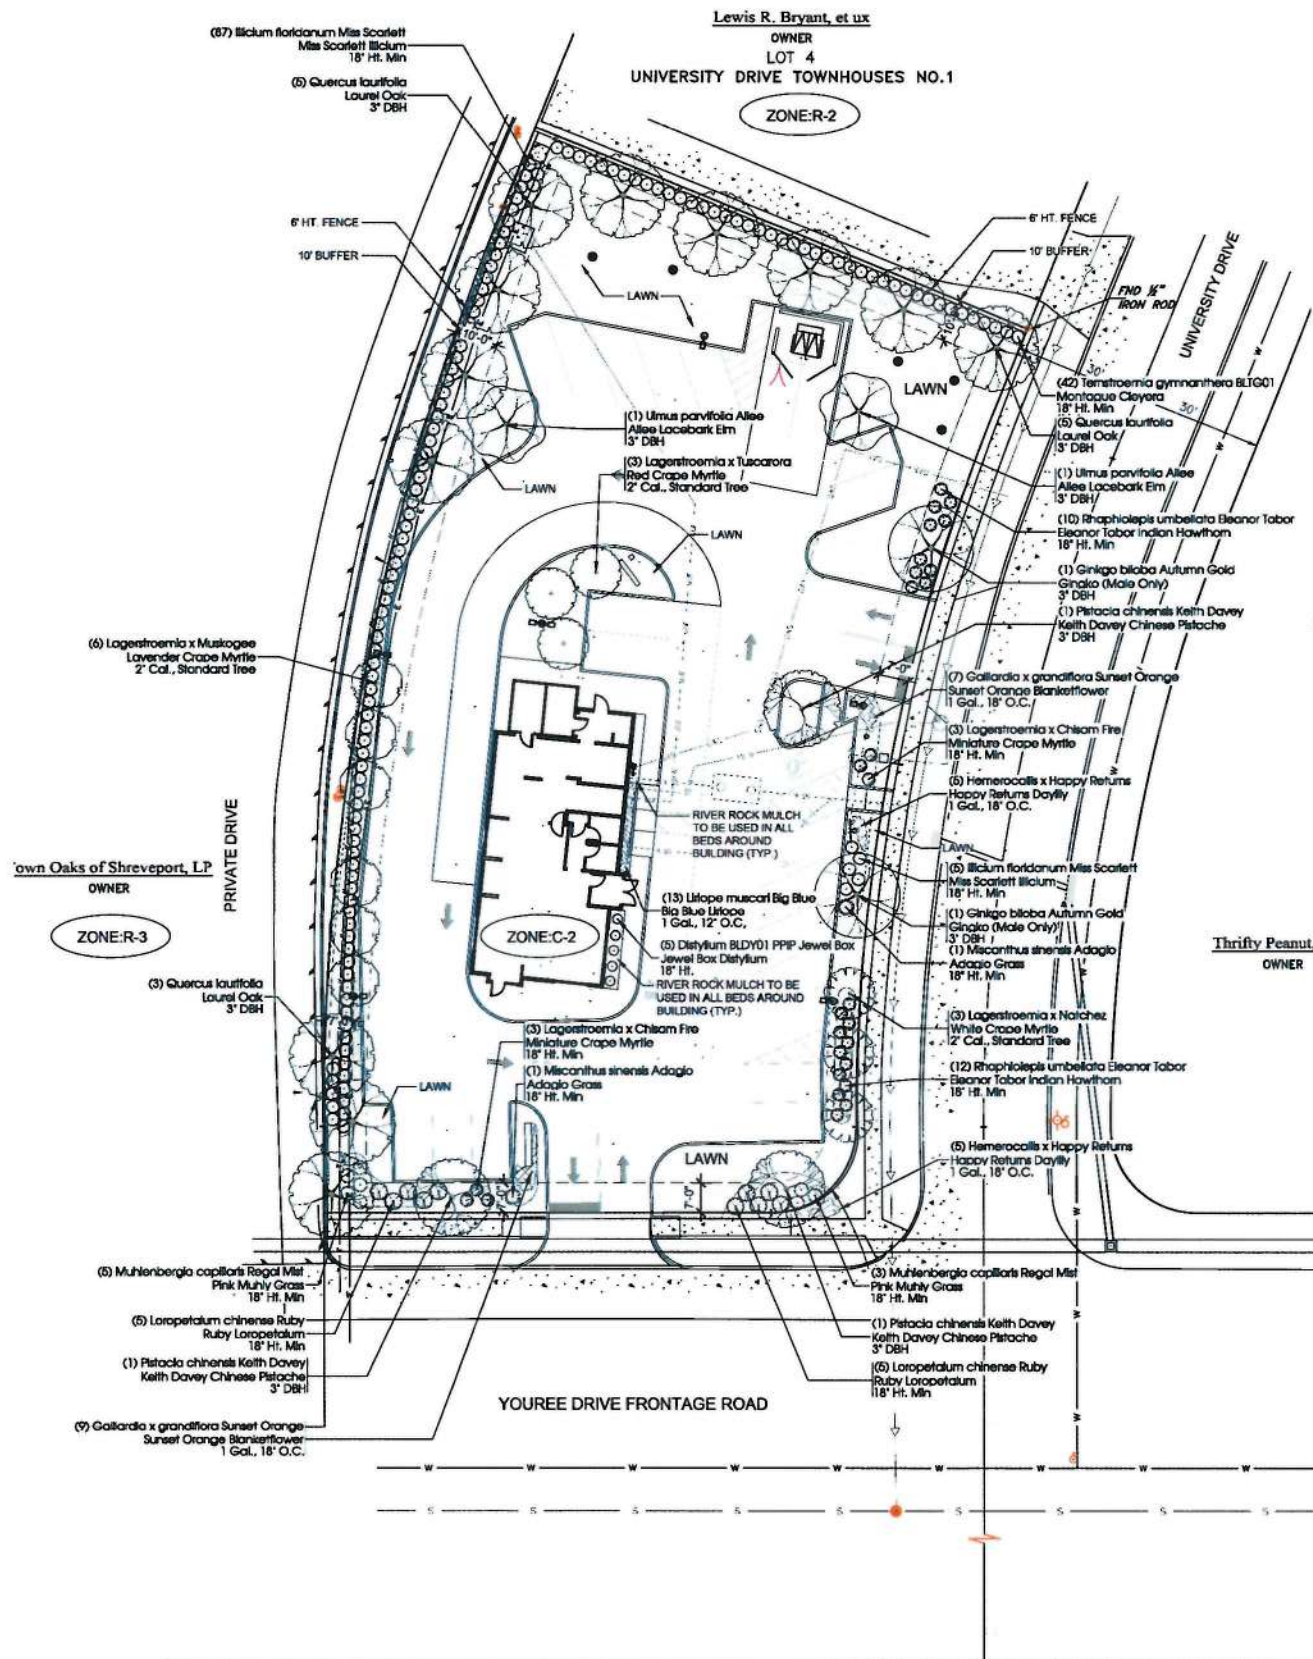 Lewis R. Bryant, et ux
OWNER
LOT 4
UNIVERSITY DRIVE TOWNHOUSES NO.1
ZONE:R-2
(87) Illicium floridanum Miss Scarlett
Miss Scarlett Illicium
18" Ht. Min
(5) Quercus laurifolia
Laurel Oak
3" DBH
6' HT. FENCE
10' BUFFER
LAWN
6' HT. FENCE
10' BUFFER
FND ½"
IRON ROD
UNIVERSITY DRIVE
10'-0"
10'
LAWN
30'
30'
(42) Ternstroemia gymnanthera BLTG01
Montague Cleyera
18" Ht. Min
(5) Quercus laurifolia
Laurel Oak
3" DBH
(1) Ulmus parvifolia Allee
Allee Lacebark Elm
3" DBH
(3) Lagerstroemia x Tuscarora
Red Crape Myrtle
2" Cal., Standard Tree
LAWN
LAWN
(1) Ulmus parvifolia Allee
Allee Lacebark Elm
3" DBH
(10) Rhaphiolepis umbellata Eleanor Tabor
Eleanor Tabor Indian Hawthorn
18" Ht. Min
(1) Ginkgo biloba Autumn Gold
Gingko (Male Only)
3" DBH
(1) Pistacia chinensis Keith Davey
Keith Davey Chinese Pistache
3" DBH
(6) Lagerstroemia x Muskogee
Lavender Crape Myrtle
2" Cal., Standard Tree
7'-0"
(7) Gaillardia x grandiflora Sunset Orange
Sunset Orange Blanketflower
1 Gal., 18" O.C.
(3) Lagerstroemia x Chisam Fire
Miniature Crape Myrtle
18" Ht. Min
(5) Hemerocallis x Happy Returns
Happy Returns Daylily
1 Gal., 18" O.C.
RIVER ROCK MULCH
TO BE USED IN ALL
BEDS AROUND
BUILDING (TYP.)
LAWN
PRIVATE DRIVE
own Oaks of Shreveport, LP
OWNER
ZONE:R-3
(5) Illicium floridanum Miss Scarlett
Miss Scarlett Illicium
18" Ht. Min
(13) Liriope muscari Big Blue
Big Blue Liriope
1 Gal., 12" O.C.
(1) Ginkgo biloba Autumn Gold
Gingko (Male Only)
3" DBH
ZONE:C-2
(5) Distylium BLDY01 PPIP Jewel Box
Jewel Box Distylium
18" Ht.
(1) Miscanthus sinensis Adagio
Adagio Grass
18" Ht. Min
Thrifty Peanut,
OWNER
RIVER ROCK MULCH TO BE
USED IN ALL BEDS AROUND
BUILDING (TYP.)
(3) Quercus laurifolia
Laurel Oak
3" DBH
(3) Lagerstroemia x Natchez
White Crape Myrtle
2" Cal., Standard Tree
(3) Lagerstroemia x Chisam Fire
Miniature Crape Myrtle
18" Ht. Min
(1) Miscanthus sinensis Adagio
Adagio Grass
18" Ht. Min
(12) Rhaphiolepis umbellata Eleanor Tabor
Eleanor Tabor Indian Hawthorn
18" Ht. Min
LAWN
(5) Hemerocallis x Happy Returns
Happy Returns Daylily
1 Gal., 18" O.C.
LAWN
7'-0"
(5) Muhlenbergia capillaris Regal Mist
Pink Muhly Grass
18" Ht. Min
(3) Muhlenbergia capillaris Regal Mist
Pink Muhly Grass
18" Ht. Min
(5) Loropetalum chinense Ruby
Ruby Loropetalum
18" Ht. Min
(1) Pistacia chinensis Keith Davey
Keith Davey Chinese Pistache
3" DBH
(1) Pistacia chinensis Keith Davey
Keith Davey Chinese Pistache
3" DBH
(5) Loropetalum chinense Ruby
Ruby Loropetalum
18" Ht. Min
YOUREE DRIVE FRONTAGE ROAD
(9) Gaillardia x grandiflora Sunset Orange
Sunset Orange Blanketflower
1 Gal., 18" O.C.
W W W W W W W W W
S S S S S S S S S